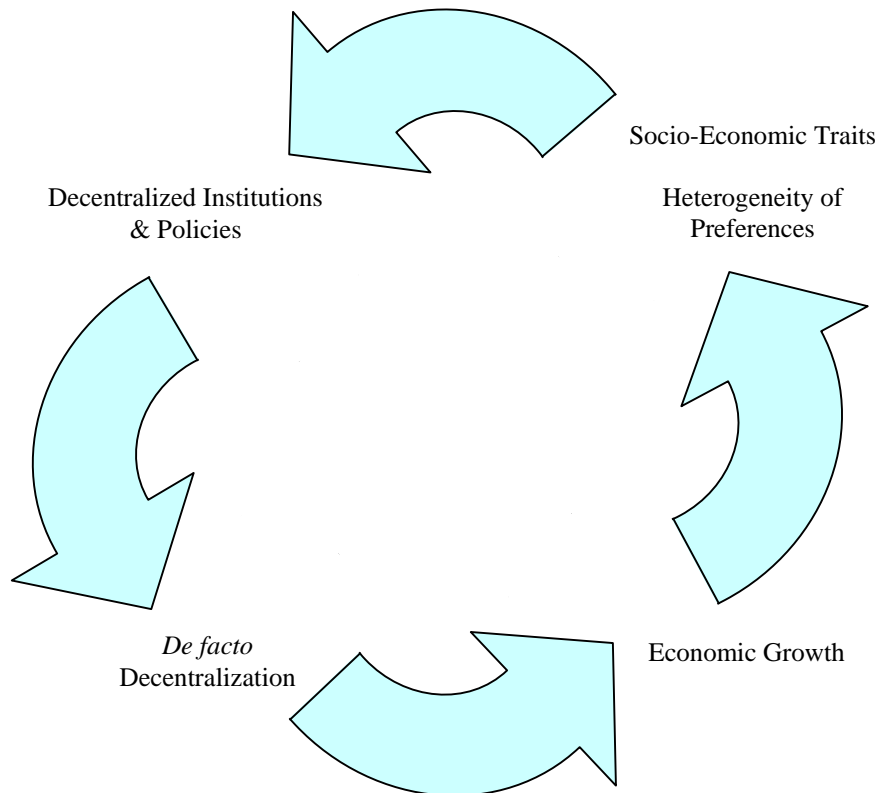 Socio-Economic Traits
Decentralized Institutions
& Policies
Heterogeneity of
Preferences
De facto
Decentralization
Economic Growth